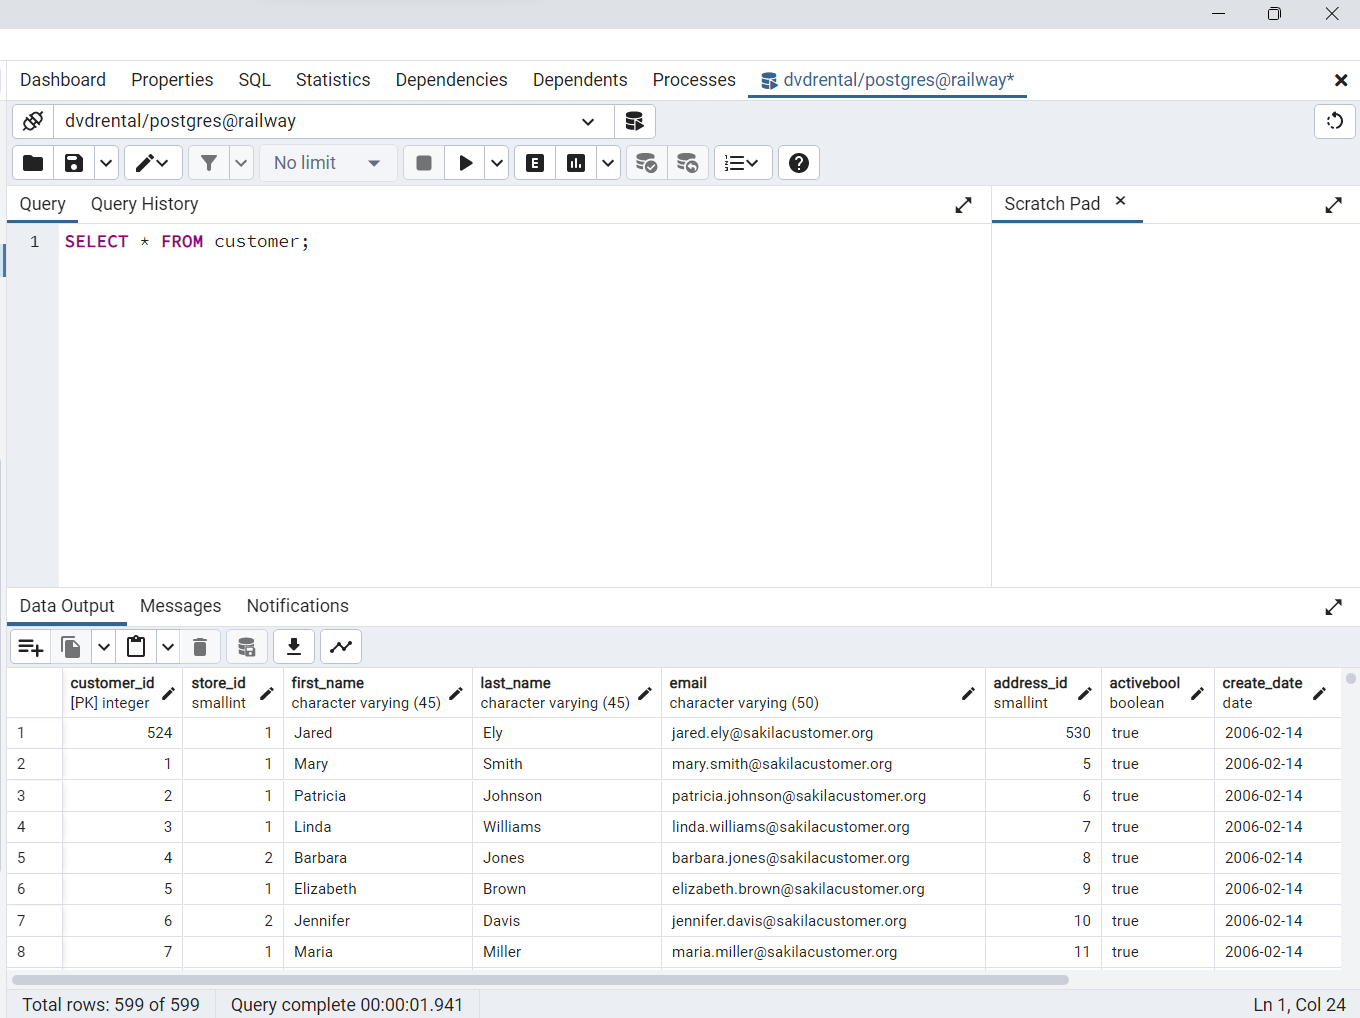 Dashboard Properties SQL Statistics Dependencies Dependents Processes dvdrental/postgres@railway*
dvdrental/postgres@railway
No limit E
Query Query History Scratch Pad
1 SELECT * FROM customer;
Data Output Messages Notifications
customer_id store_id first_name last_name email address_id activebool create_date
[PK] integer smallint character varying (45) character varying (45) character varying (50) smallint boolean date
1 524 1 Jared Ely jared.ely@sakilacustomer.org 530 true 2006-02-14
2 1 1 Mary Smith mary.smith@sakilacustomer.org 5 true 2006-02-14
3 2 1 Patricia Johnson patricia.johnson@sakilacustomer.org 6 true 2006-02-14
4 3 1 Linda Williams linda.williams@sakilacustomer.org 7 true 2006-02-14
5 4 2 Barbara Jones barbara.jones@sakilacustomer.org 8 true 2006-02-14
6 5 1 Elizabeth Brown elizabeth.brown@sakilacustomer.org 9 true 2006-02-14
7 6 2 Jennifer Davis jennifer.davis@sakilacustomer.org 10 true 2006-02-14
8 7 1 Maria Miller maria.miller@sakilacustomer.org 11 true 2006-02-14
Total rows: 599 of 599 Query complete 00:00:01.941 Ln 1, Col 24